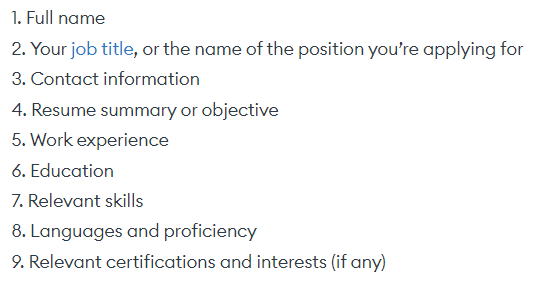 1. Full name
2. Your job title, or the name of the position you’re applying for
3. Contact information
4. Resume summary or objective
5. Work experience
6. Education
7. Relevant skills
8. Languages and proficiency
9. Relevant certifications and interests (if any)